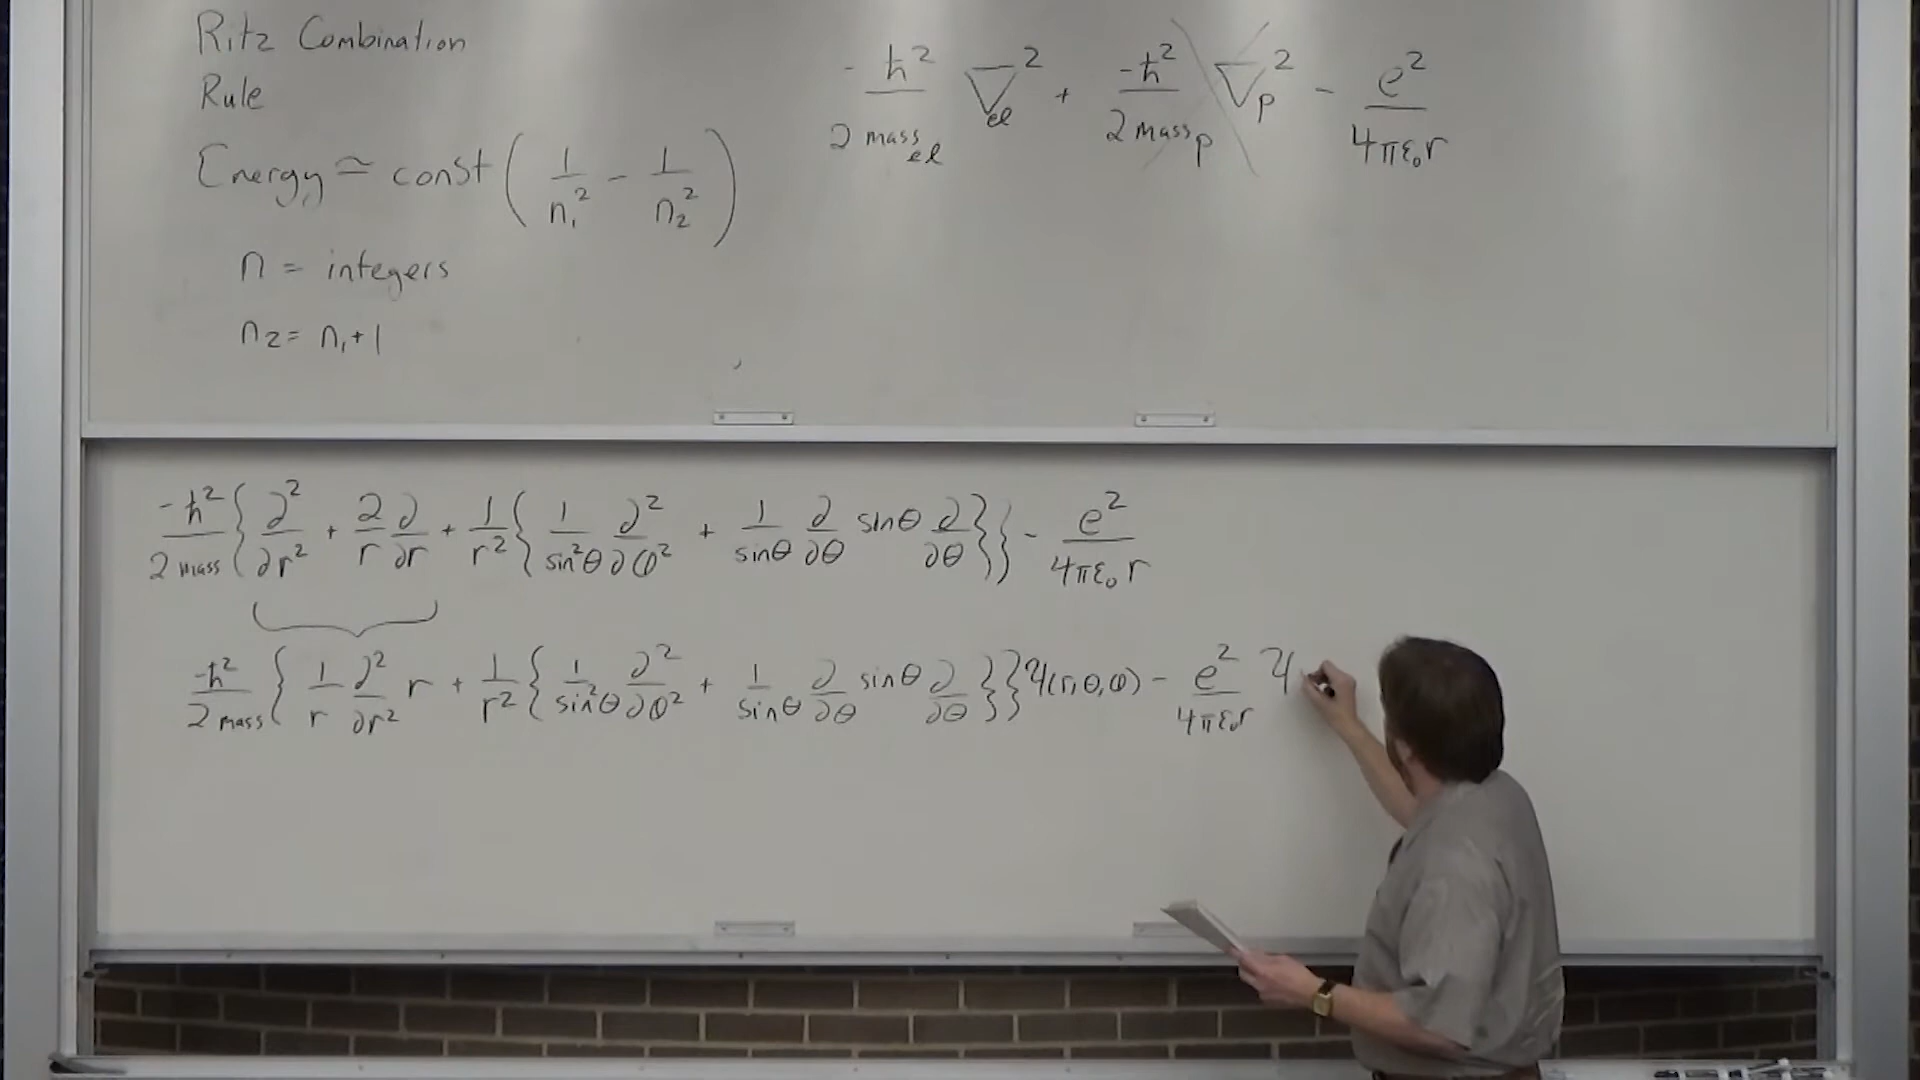 Ritz Combination
Rule
Energy ≃ const ( 1/n₁² − 1/n₂² )
n = integers
n₂ = n₁ + 1
-ħ²/2 mass_el ∇_el² + -ħ²/2 mass_p ∇_p² − e²/4πε₀r
-ħ²/2 mass { ∂²/∂r² + 2/r ∂/∂r + 1/r² { 1/sin²θ ∂²/∂φ² + 1/sinθ ∂/∂θ sinθ ∂/∂θ } } − e²/4πε₀r
-ħ²/2 mass { 1/r ∂²/∂r² r + 1/r² { 1/sin²θ ∂²/∂φ² + 1/sinθ ∂/∂θ sinθ ∂/∂θ } } Ψ(r,θ,φ) − e²/4πε₀r Ψ